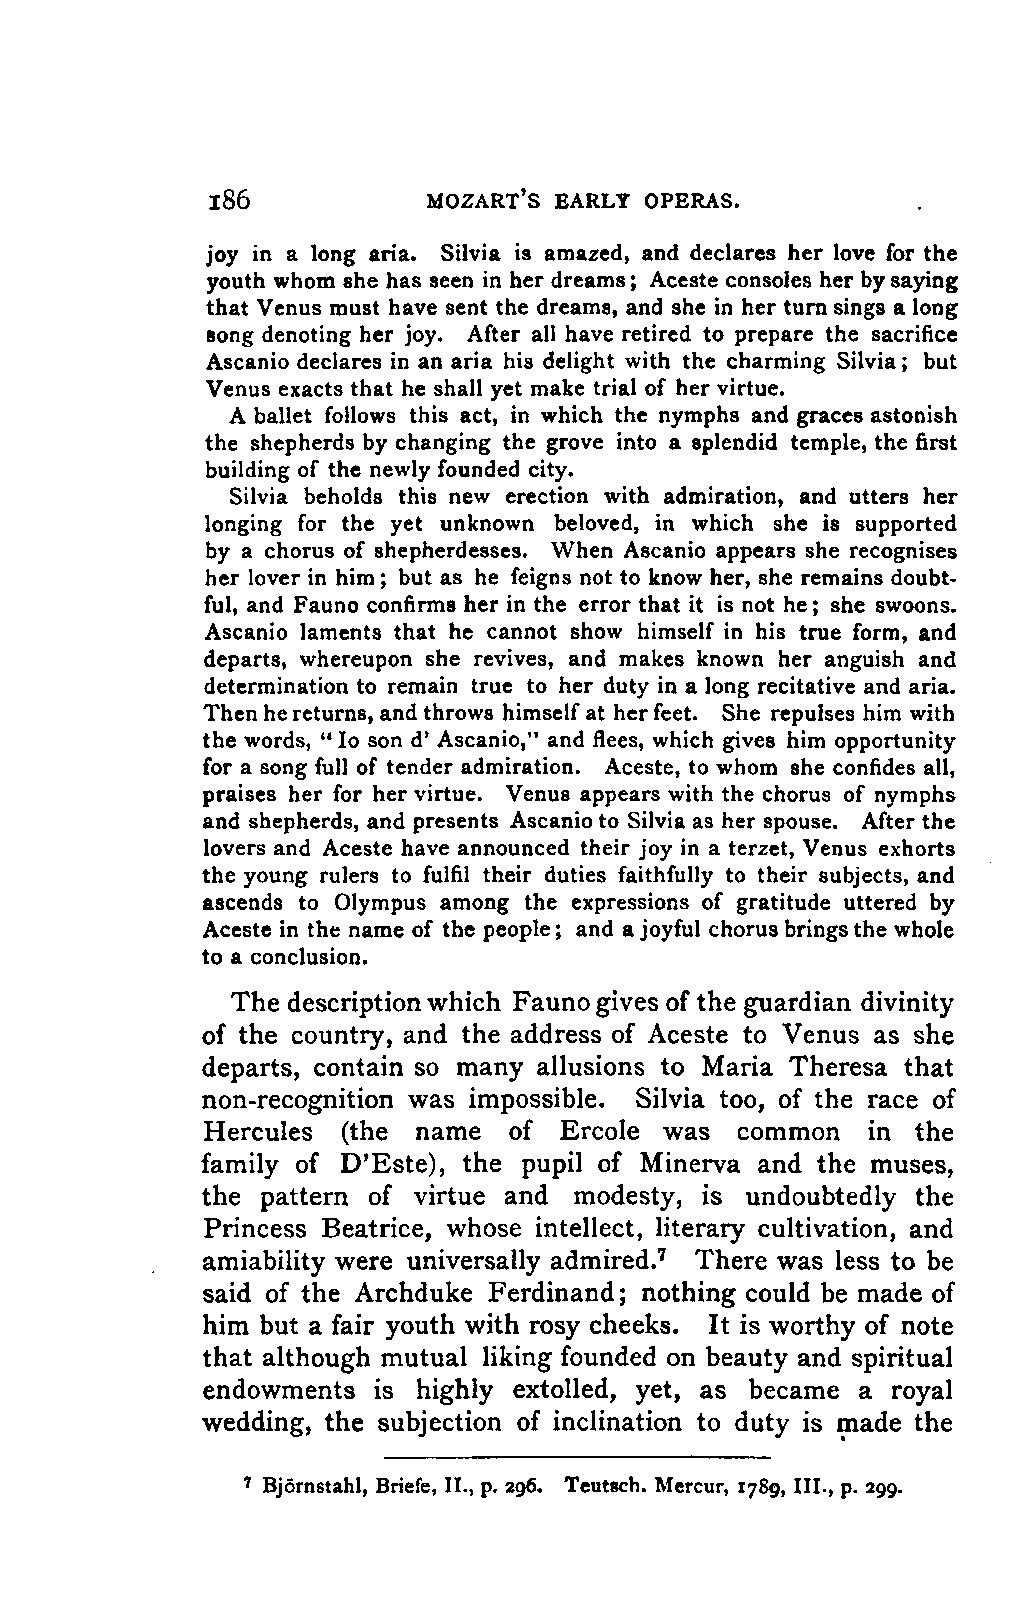 186 MOZART'S EARLY OPERAS.
joy in a long aria. Silvia is amazed, and declares her love for the
youth whom she has seen in her dreams; Aceste consoles her by saying
that Venus must have sent the dreams, and she in her turn sings a long
song denoting her joy. After all have retired to prepare the sacrifice
Ascanio declares in an aria his delight with the charming Silvia; but
Venus exacts that he shall yet make trial of her virtue.
A ballet follows this act, in which the nymphs and graces astonish
the shepherds by changing the grove into a splendid temple, the first
building of the newly founded city.
Silvia beholds this new erection with admiration, and utters her
longing for the yet unknown beloved, in which she is supported
by a chorus of shepherdesses. When Ascanio appears she recognises
her lover in him; but as he feigns not to know her, she remains doubt-
ful, and Fauno confirms her in the error that it is not he; she swoons.
Ascanio laments that he cannot show himself in his true form, and
departs, whereupon she revives, and makes known her anguish and
determination to remain true to her duty in a long recitative and aria.
Then he returns, and throws himself at her feet. She repulses him with
the words, "Io son d' Ascanio," and flees, which gives him opportunity
for a song full of tender admiration. Aceste, to whom she confides all,
praises her for her virtue. Venus appears with the chorus of nymphs
and shepherds, and presents Ascanio to Silvia as her spouse. After the
lovers and Aceste have announced their joy in a terzet, Venus exhorts
the young rulers to fulfil their duties faithfully to their subjects, and
ascends to Olympus among the expressions of gratitude uttered by
Aceste in the name of the people; and a joyful chorus brings the whole
to a conclusion.
The description which Fauno gives of the guardian divinity
of the country, and the address of Aceste to Venus as she
departs, contain so many allusions to Maria Theresa that
non-recognition was impossible. Silvia too, of the race of
Hercules (the name of Ercole was common in the
family of D'Este), the pupil of Minerva and the muses,
the pattern of virtue and modesty, is undoubtedly the
Princess Beatrice, whose intellect, literary cultivation, and
amiability were universally admired.⁷ There was less to be
said of the Archduke Ferdinand; nothing could be made of
him but a fair youth with rosy cheeks. It is worthy of note
that although mutual liking founded on beauty and spiritual
endowments is highly extolled, yet, as became a royal
wedding, the subjection of inclination to duty is made the
⁷ Björnstahl, Briefe, II., p. 296. Teutsch. Mercur, 1789, III., p. 299.